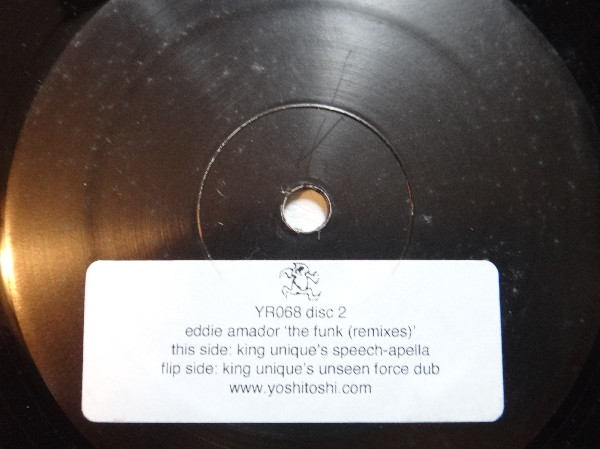 YR068 disc 2
eddie amador 'the funk (remixes)'
this side: king unique's speech-apella
flip side: king unique's unseen force dub
www.yoshitoshi.com